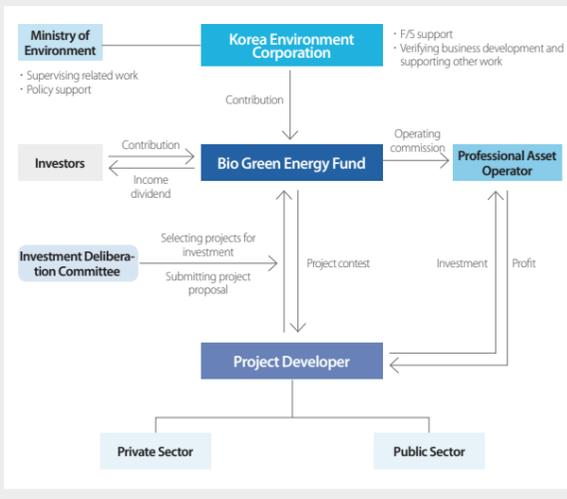 Ministry of
Environment
Korea Environment
Corporation
· F/S support
· Verifying business development and
supporting other work
· Supervising related work
· Policy support
Contribution
Investors
Contribution
Income
dividend
Bio Green Energy Fund
Operating
commission
Professional Asset
Operator
Investment Delibera-
tion Committee
Selecting projects for
investment
Submitting project
proposal
Project contest
Investment
Profit
Project Developer
Private Sector
Public Sector